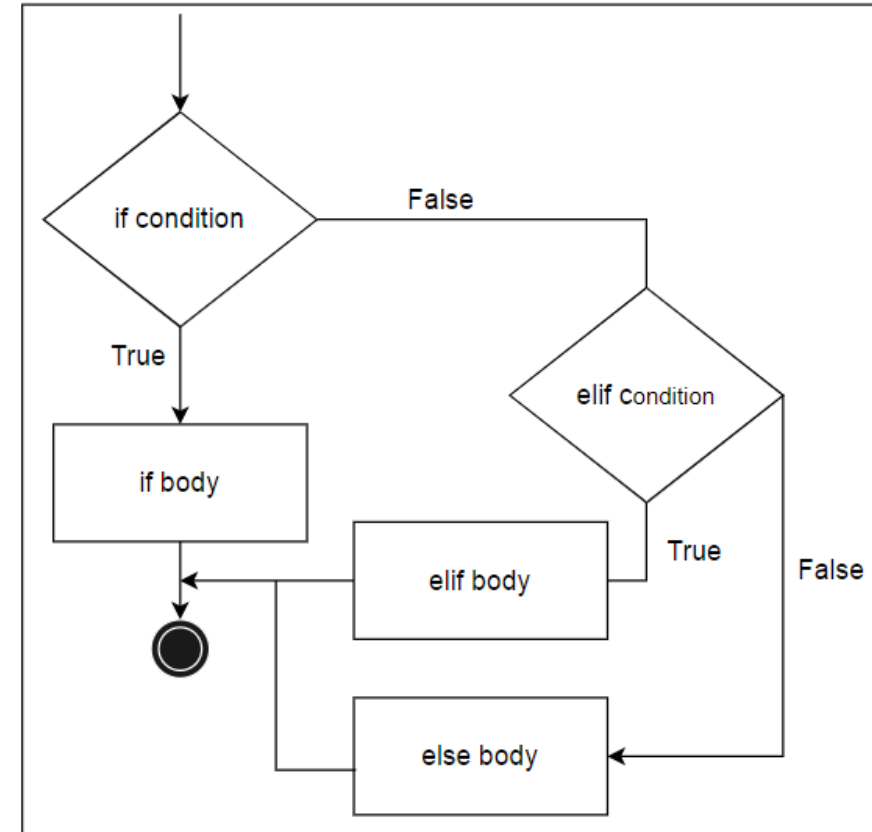 False
if condition
True
elif condition
if body
True
elif body
False
else body